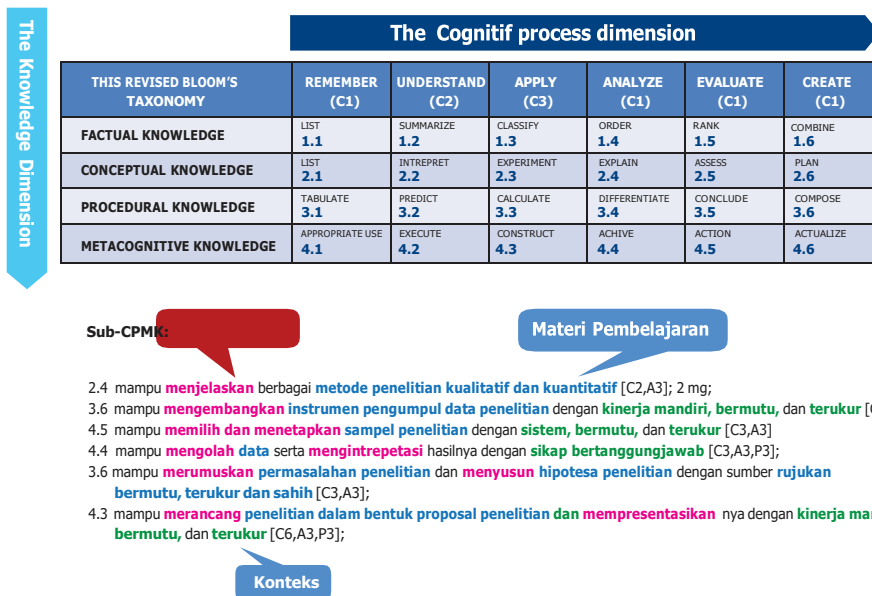 The Cognitif process dimension
The Knowledge Dimension
THIS REVISED BLOOM'S TAXONOMY REMEMBER (C1) UNDERSTAND (C2) APPLY (C3) ANALYZE (C1) EVALUATE (C1) CREATE (C1)
FACTUAL KNOWLEDGE LIST 1.1 SUMMARIZE 1.2 CLASSIFY 1.3 ORDER 1.4 RANK 1.5 COMBINE 1.6
CONCEPTUAL KNOWLEDGE LIST 2.1 INTREPRET 2.2 EXPERIMENT 2.3 EXPLAIN 2.4 ASSESS 2.5 PLAN 2.6
PROCEDURAL KNOWLEDGE TABULATE 3.1 PREDICT 3.2 CALCULATE 3.3 DIFFERENTIATE 3.4 CONCLUDE 3.5 COMPOSE 3.6
METACOGNITIVE KNOWLEDGE APPROPRIATE USE 4.1 EXECUTE 4.2 CONSTRUCT 4.3 ACHIVE 4.4 ACTION 4.5 ACTUALIZE 4.6
Sub-CPMK:
Materi Pembelajaran
2.4 mampu menjelaskan berbagai metode penelitian kualitatif dan kuantitatif [C2,A3]; 2 mg;
3.6 mampu mengembangkan instrumen pengumpul data penelitian dengan kinerja mandiri, bermutu, dan terukur
4.5 mampu memilih dan menetapkan sampel penelitian dengan sistem, bermutu, dan terukur [C3,A3]
4.4 mampu mengolah data serta mengintrepetasi hasilnya dengan sikap bertanggungjawab [C3,A3,P3];
3.6 mampu merumuskan permasalahan penelitian dan menyusun hipotesa penelitian dengan sumber rujukan
bermutu, terukur dan sahih [C3,A3];
4.3 mampu merancang penelitian dalam bentuk proposal penelitian dan mempresentasikan nya dengan kinerja
bermutu, dan terukur [C6,A3,P3];
Konteks